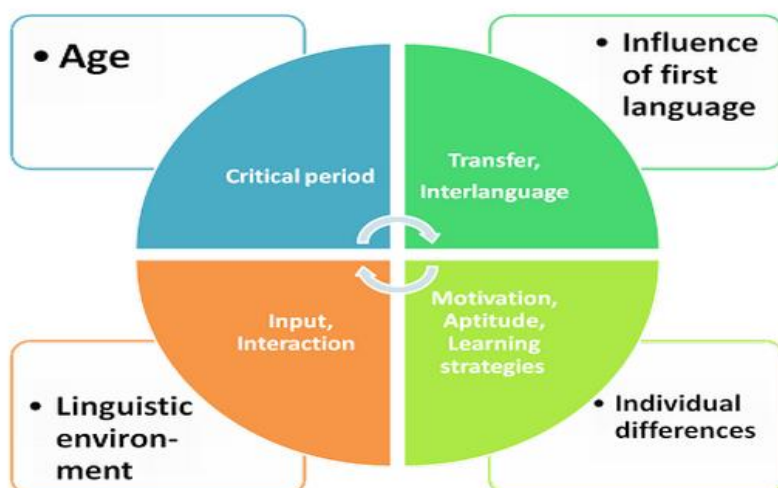 • Age
• Influence
of first
language
Critical period
Transfer,
Interlanguage
Input,
Interaction
Motivation,
Aptitude,
Learning
strategies
• Linguistic
environ-
ment
• Individual
differences